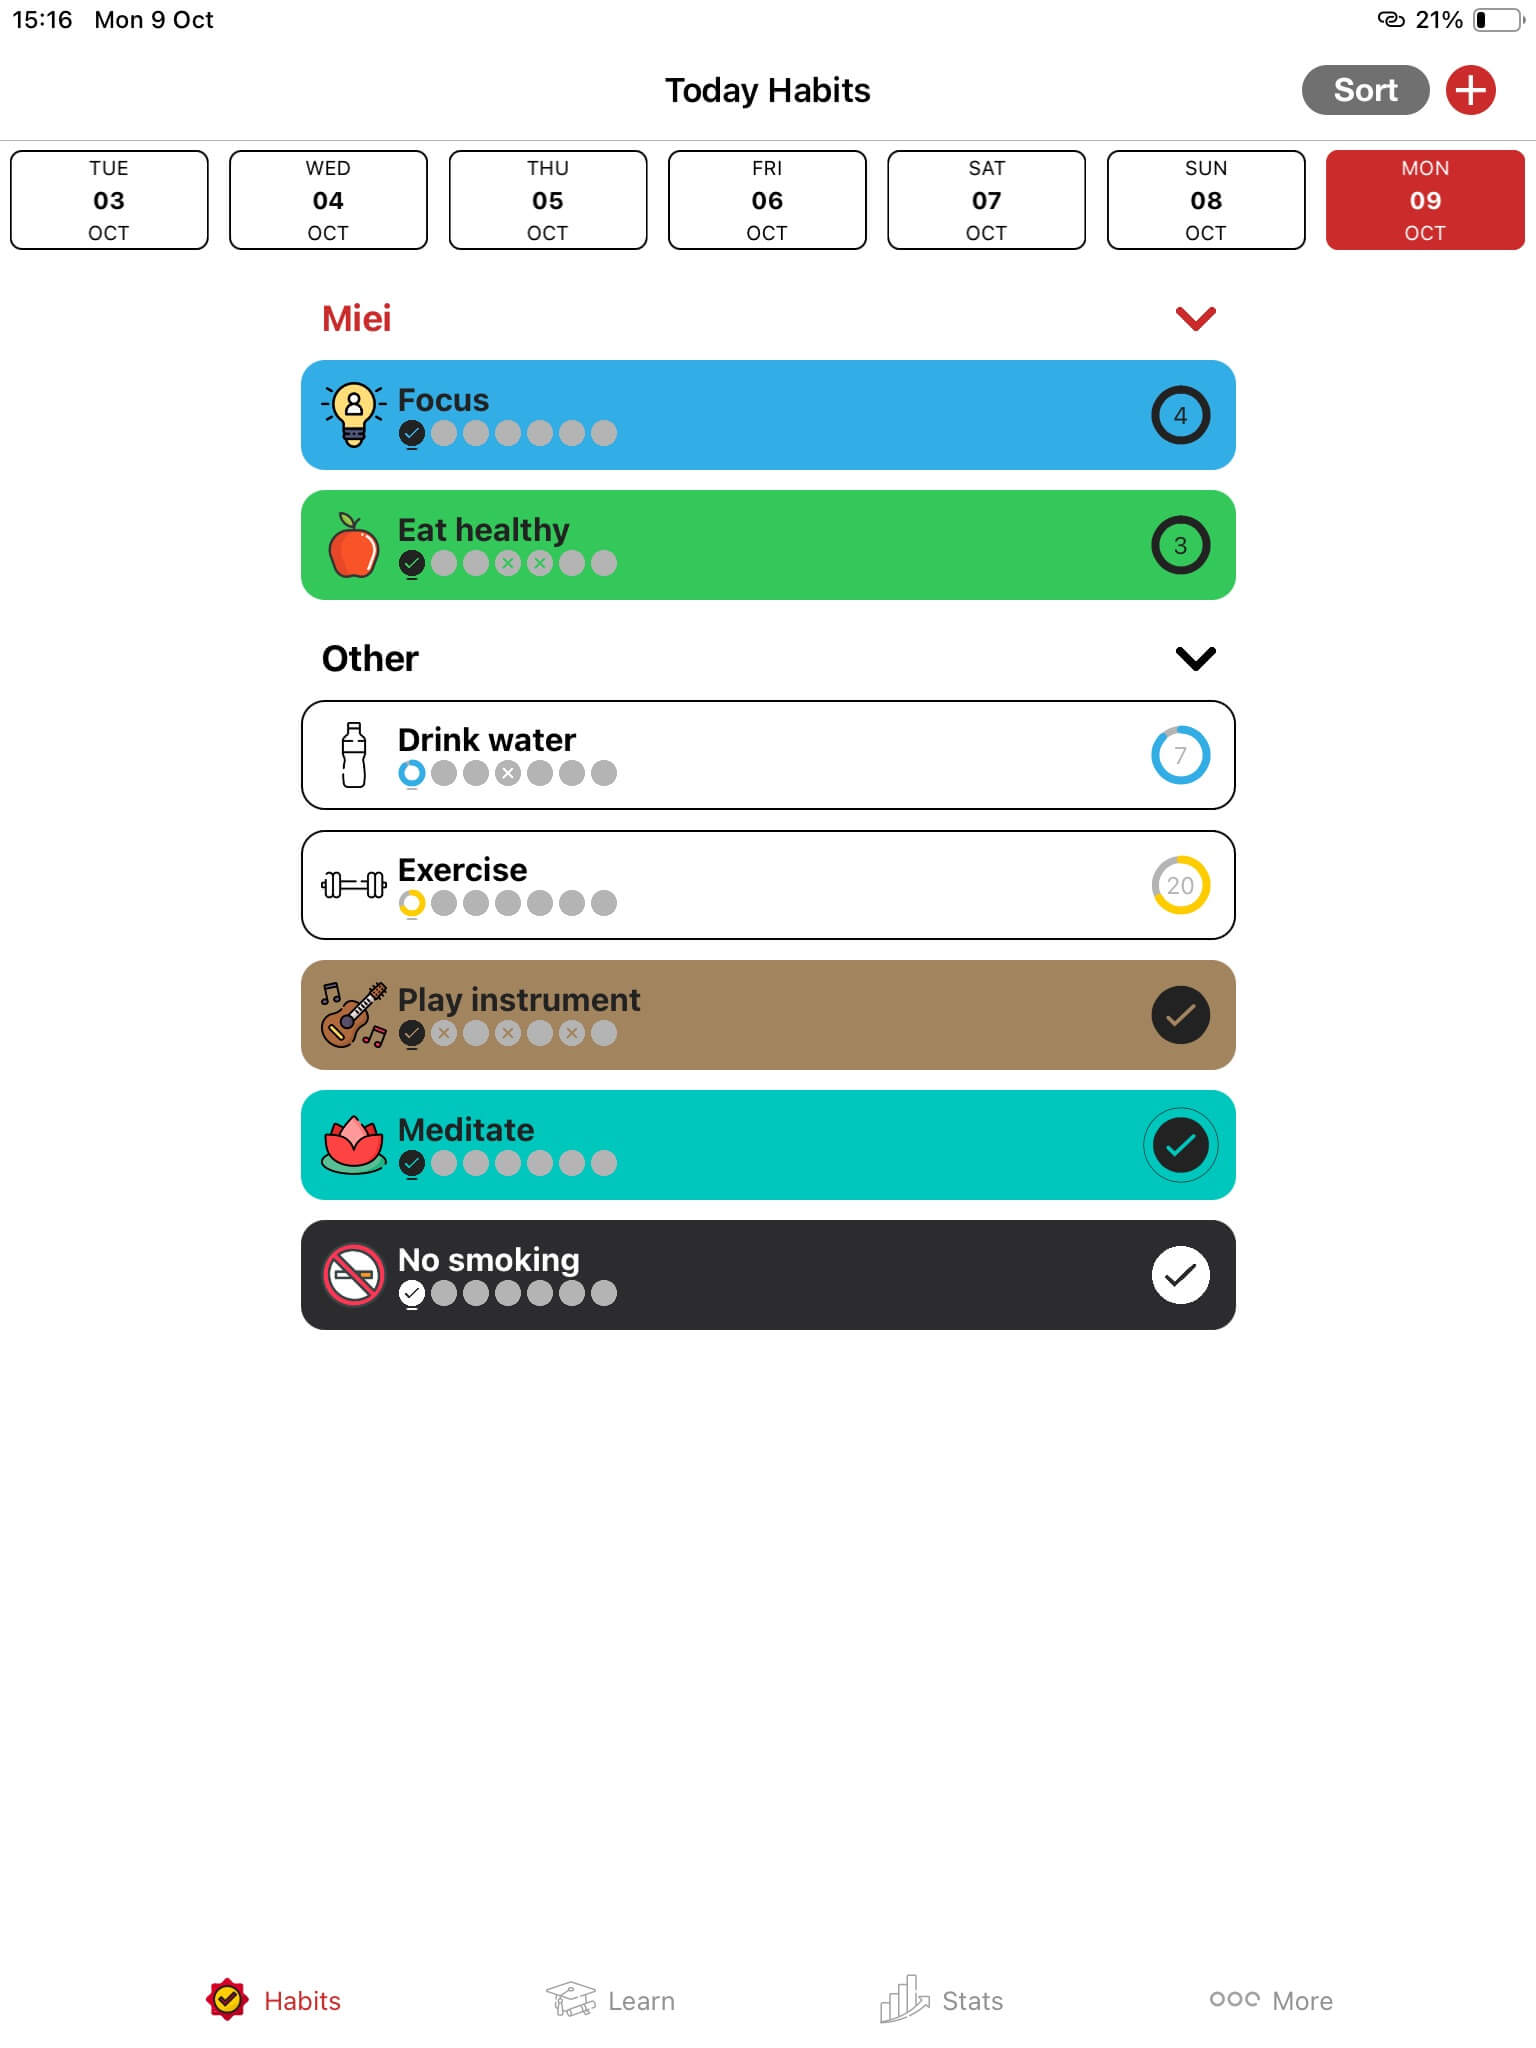 15:16 Mon 9 Oct 21%
Today Habits Sort
TUE
03
OCT
WED
04
OCT
THU
05
OCT
FRI
06
OCT
SAT
07
OCT
SUN
08
OCT
MON
09
OCT
Miei
Focus
4
Eat healthy
3
Other
Drink water
7
Exercise
20
Play instrument
Meditate
No smoking
Habits Learn Stats More